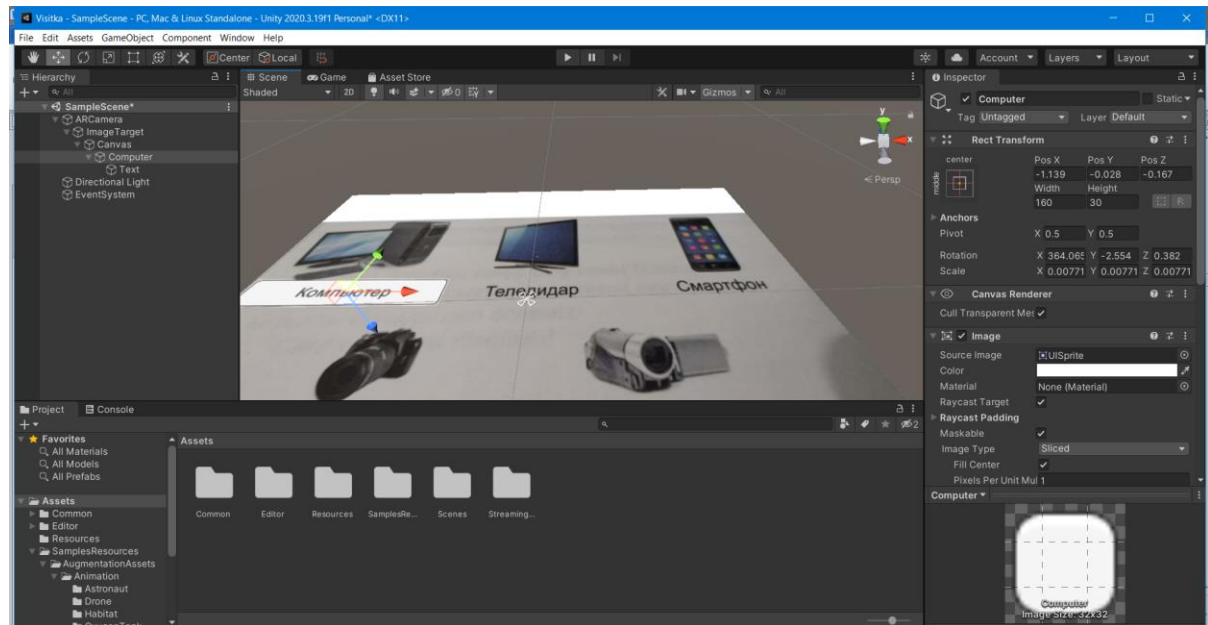 Visitka - SampleScene - PC, Mac & Linux Standalone - Unity 2020.3.19f1 Personal* <DX11>
File Edit Assets GameObject Component Window Help
Center Local
Account Layers Layout
Hierarchy
All
SampleScene*
ARCamera
ImageTarget
Canvas
Computer
Text
Directional Light
EventSystem
Scene Game Asset Store
Shaded 2D 0 Gizmos All
y
x
Persp
Компьютер
Телевидар
Смартфон
Inspector
Computer Static
Tag Untagged Layer Default
Rect Transform
center
middle
Pos X Pos Y Pos Z
-1.139 -0.028 -0.167
Width Height
160 30
R
Anchors
Pivot X 0.5 Y 0.5
Rotation X 364.065 Y -2.554 Z 0.382
Scale X 0.00771 Y 0.00771 Z 0.00771
Canvas Renderer
Cull Transparent Mes
Image
Source Image UISprite
Color
Material None (Material)
Raycast Target
Raycast Padding
Maskable
Image Type Sliced
Fill Center
Pixels Per Unit Mul 1
Computer
Computer
Image Size: 32x32
Project Console
2
Favorites
All Materials
All Models
All Prefabs
Assets
Common
Editor
Resources
SamplesResources
AugmentationAssets
Animation
Astronaut
Drone
Habitat
Assets
Common Editor Resources SamplesRe... Scenes Streaming...